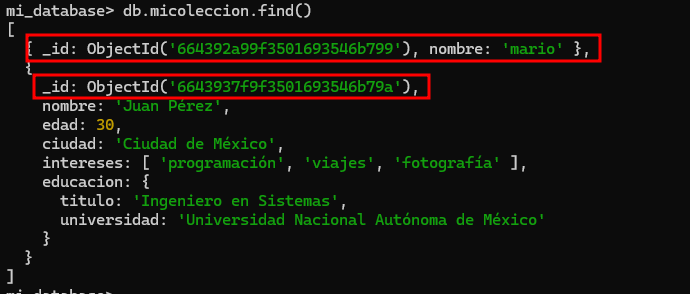 mi_database> db.micoleccion.find()
[
  { _id: ObjectId('664392a99f3501693546b799'), nombre: 'mario' },
  {
    _id: ObjectId('6643937f9f3501693546b79a'),
    nombre: 'Juan Pérez',
    edad: 30,
    ciudad: 'Ciudad de México',
    intereses: [ 'programación', 'viajes', 'fotografía' ],
    educacion: {
      titulo: 'Ingeniero en Sistemas',
      universidad: 'Universidad Nacional Autónoma de México'
    }
  }
]
mi_database>